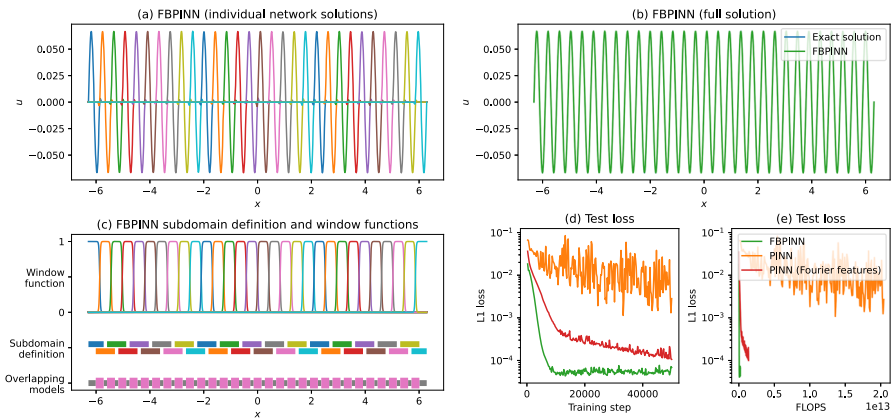 (a) FBPINN (individual network solutions)
0.050
0.025
0.000
−0.025
−0.050
u
−6 −4 −2 0 2 4 6
x
(b) FBPINN (full solution)
Exact solution
FBPINN
0.050
0.025
0.000
−0.025
−0.050
u
−6 −4 −2 0 2 4 6
x
(c) FBPINN subdomain definition and window functions
1
Window
function
0
Subdomain
definition
Overlapping
models
−6 −4 −2 0 2 4 6
x
(d) Test loss
10−1
10−2
10−3
10−4
L1 loss
0 20000 40000
Training step
(e) Test loss
FBPINN
PINN
PINN (Fourier features)
10−1
10−2
10−3
10−4
L1 loss
0.0 0.5 1.0 1.5 2.0
1e13
FLOPS